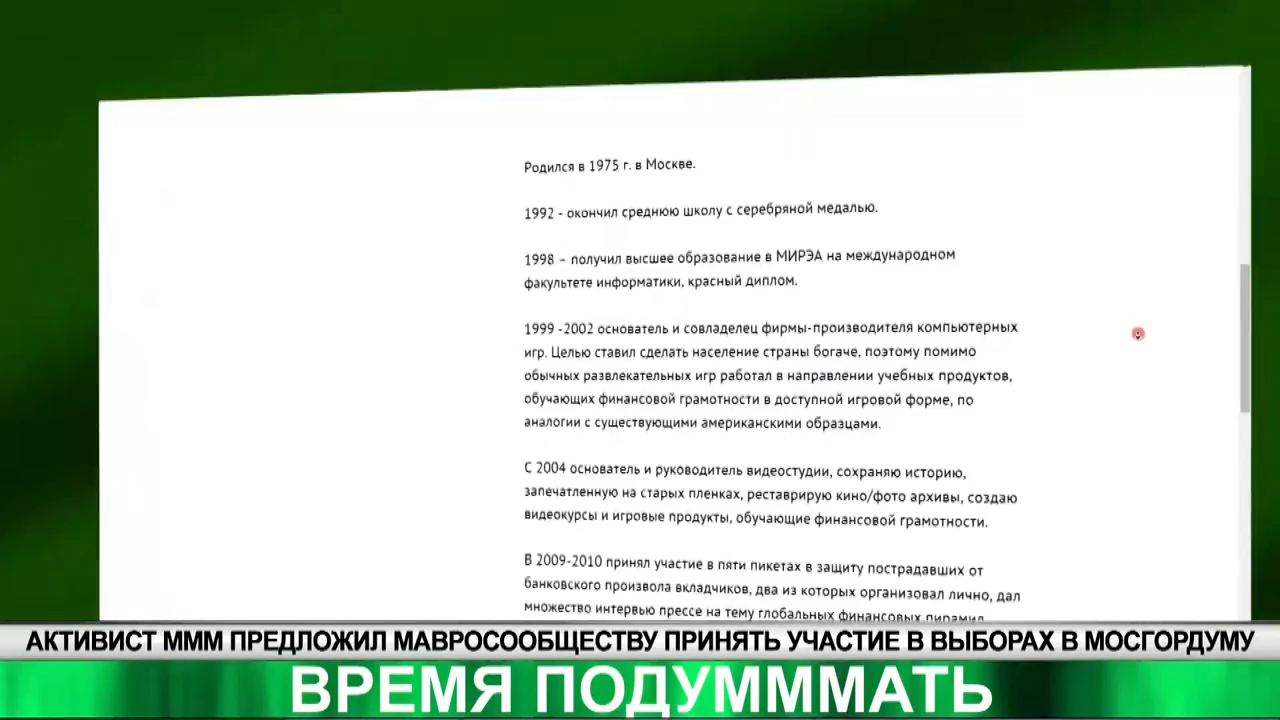 Родился в 1975 г. в Москве.
1992 - окончил среднюю школу с серебряной медалью.
1998 – получил высшее образование в МИРЭА на международном
факультете информатики, красный диплом.
1999 -2002 основатель и совладелец фирмы-производителя компьютерных
игр. Целью ставил сделать население страны богаче, поэтому помимо
обычных развлекательных игр работал в направлении учебных продуктов,
обучающих финансовой грамотности в доступной игровой форме, по
аналогии с существующими американскими образцами.
С 2004 основатель и руководитель видеостудии, сохраняю историю,
запечатленную на старых пленках, реставрирую кино/фото архивы, создаю
видеокурсы и игровые продукты, обучающие финансовой грамотности.
В 2009-2010 принял участие в пяти пикетах в защиту пострадавших от
банковского произвола вкладчиков, два из которых организовал лично, дал
множество интервью прессе на тему глобальных финансовых пирамид
АКТИВИСТ МММ ПРЕДЛОЖИЛ МАВРОСООБЩЕСТВУ ПРИНЯТЬ УЧАСТИЕ В ВЫБОРАХ В МОСГОРДУМУ
ВРЕМЯ ПОДУМММАТЬ